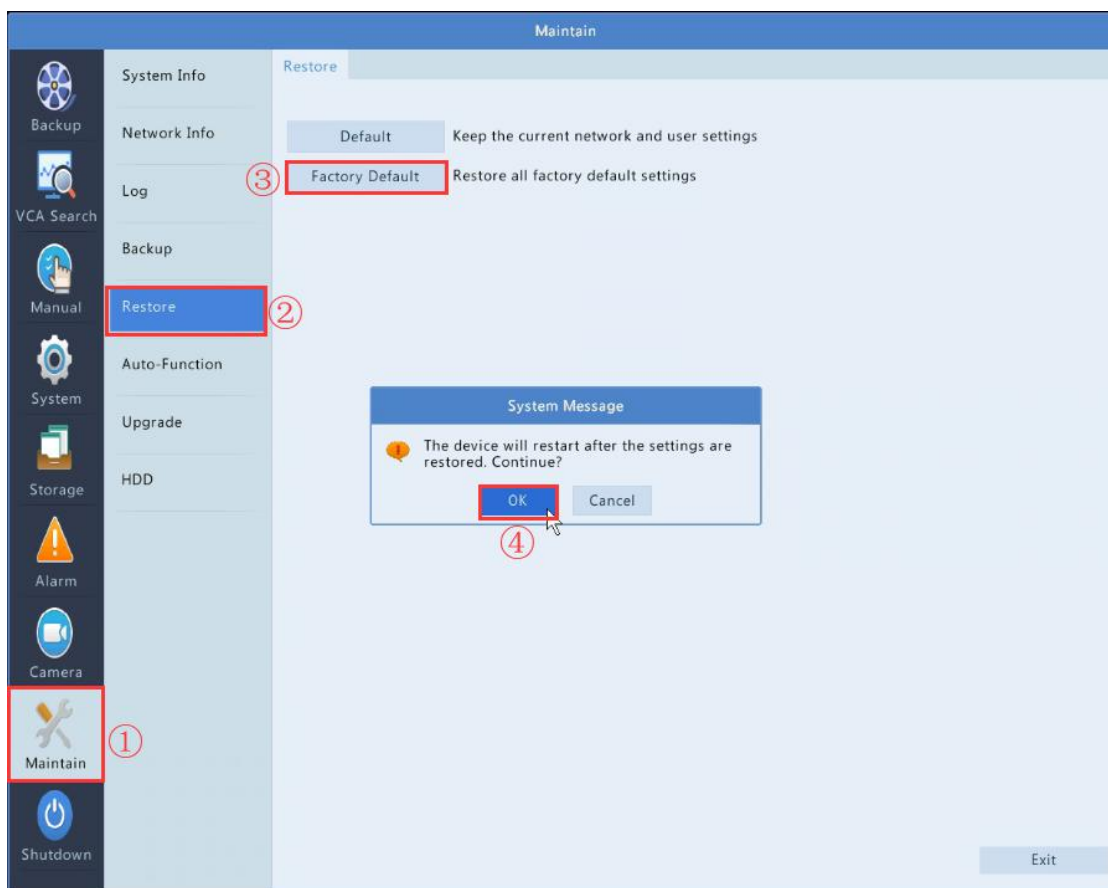 Maintain
Backup
VCA Search
Manual
System
Storage
Alarm
Camera
Maintain
①
Shutdown
System Info
Network Info
Log
Backup
Restore
②
Auto-Function
Upgrade
HDD
Restore
Default Keep the current network and user settings
③ Factory Default Restore all factory default settings
System Message
The device will restart after the settings are
restored. Continue?
OK Cancel
④
Exit